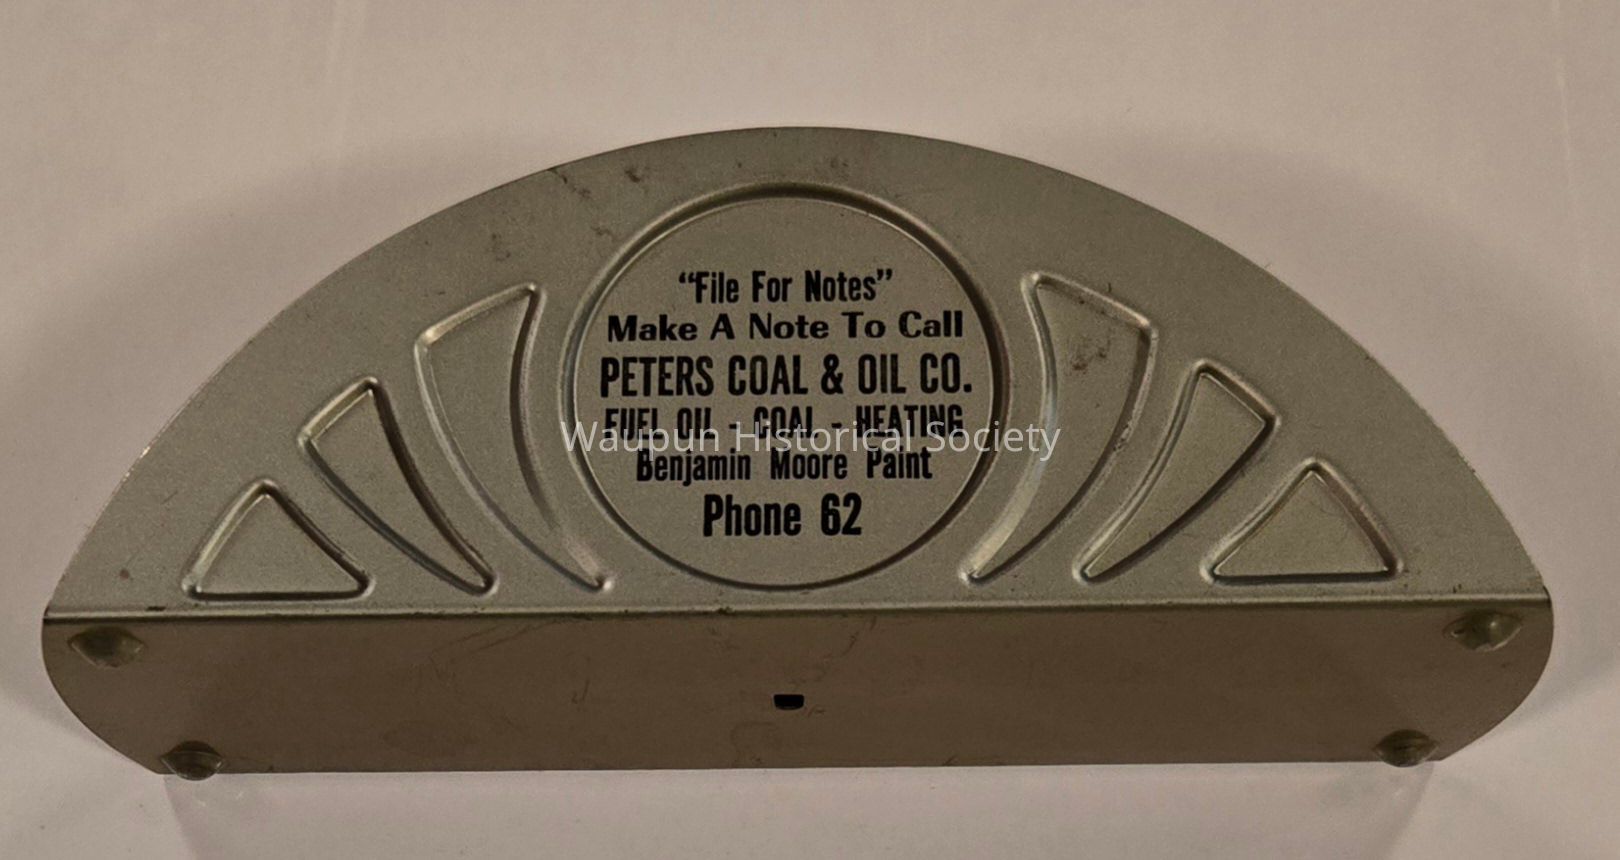 “File For Notes”
Make A Note To Call
PETERS COAL & OIL CO.
FUEL OIL - COAL - HEATING
Waupun Historical Society
Benjamin Moore Paint
Phone 62